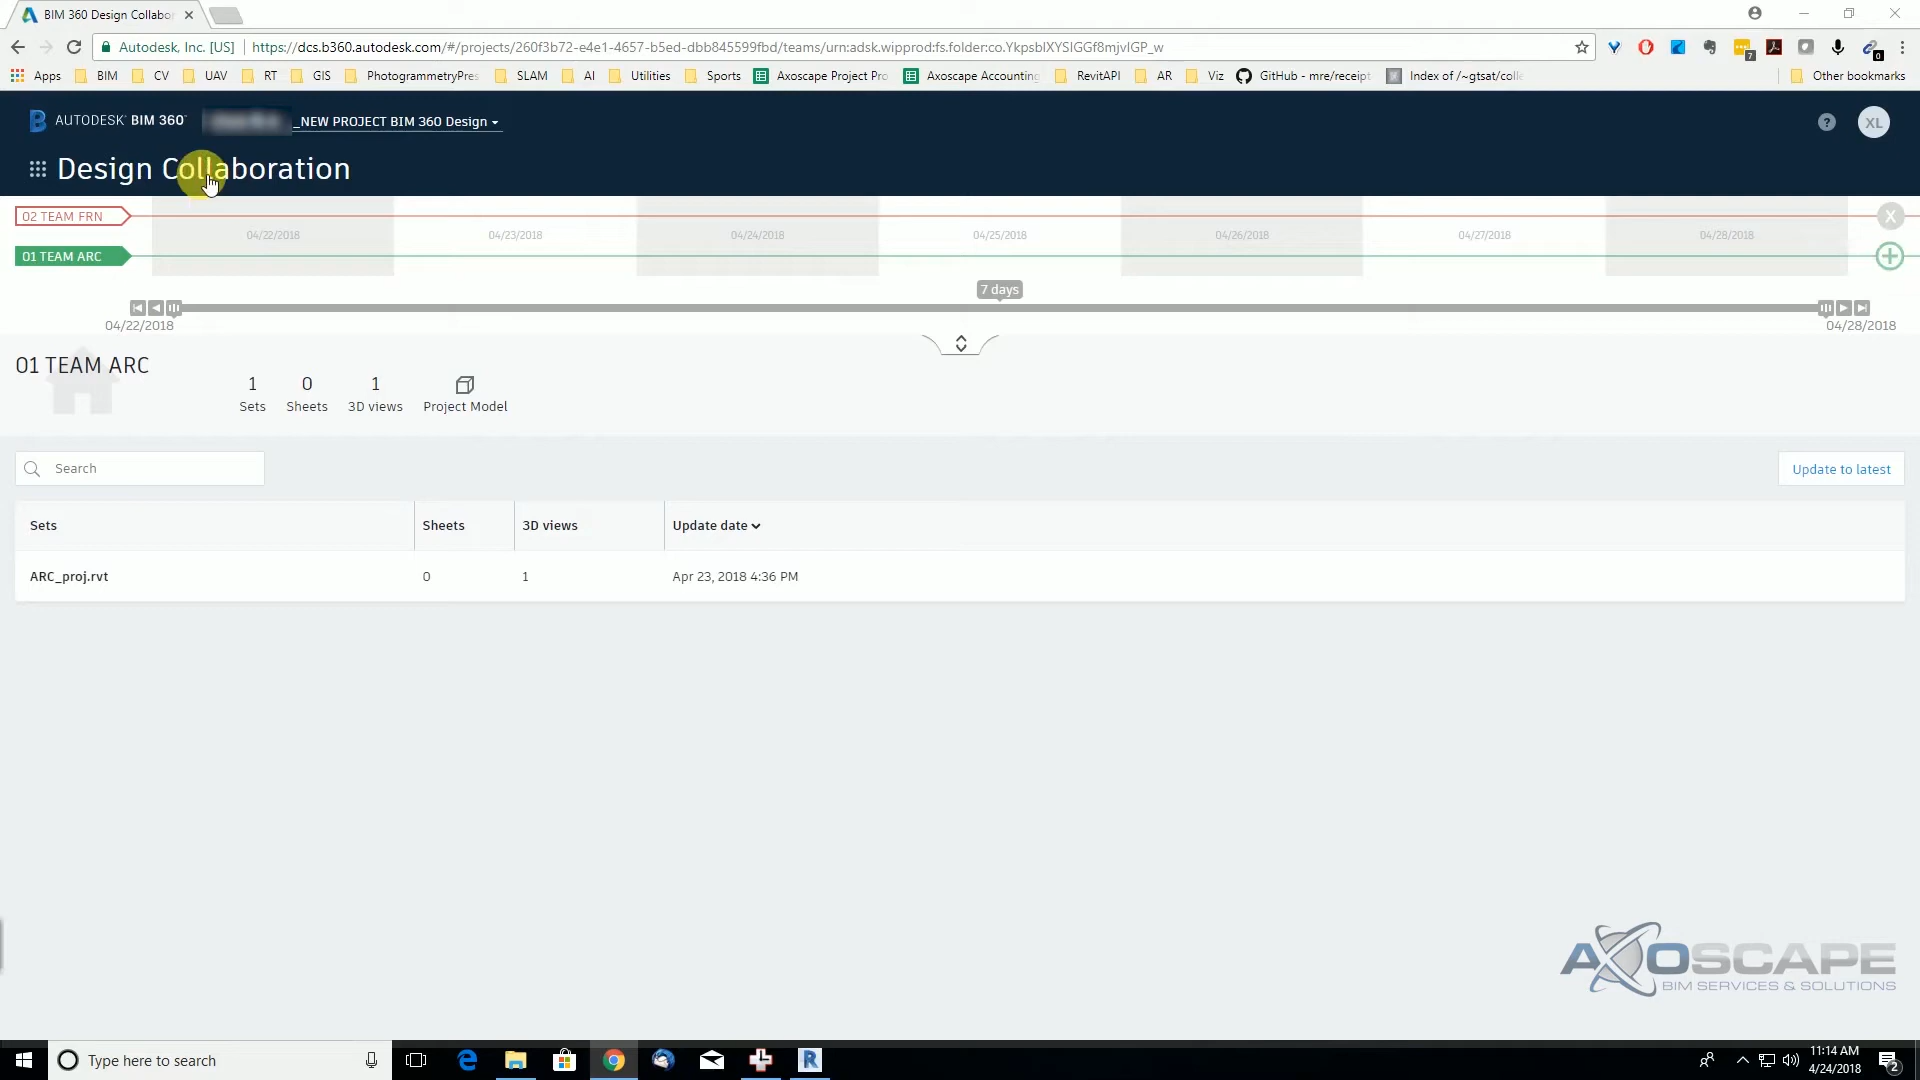 BIM 360 Design Collabo
Autodesk, Inc. [US] https://dcs.b360.autodesk.com/#/projects/260f3b72-e4e1-4657-b5ed-dbb845599fbd/teams/urn:adsk.wipprod:fs.folder:co.YkpsblXYSlGGf8mjvlGP_w
Apps BIM CV UAV RT GIS PhotogrammetryPres SLAM AI Utilities Sports Axoscape Project Pro Axoscape Accounting RevitAPI AR Viz GitHub - mre/receipt Index of /~gtsat/colle Other bookmarks
AUTODESK® BIM 360™ _NEW PROJECT BIM 360 Design ? XL
Design Collaboration
02 TEAM FRN X
04/22/2018 04/23/2018 04/24/2018 04/25/2018 04/26/2018 04/27/2018 04/28/2018
01 TEAM ARC
7 days
04/22/2018 04/28/2018
01 TEAM ARC
1 0 1
Sets Sheets 3D views Project Model
Search Update to latest
Sets Sheets 3D views Update date
ARC_proj.rvt 0 1 Apr 23, 2018 4:36 PM
AXOSCAPE
BIM SERVICES & SOLUTIONS
Type here to search
11:14 AM
4/24/2018
2